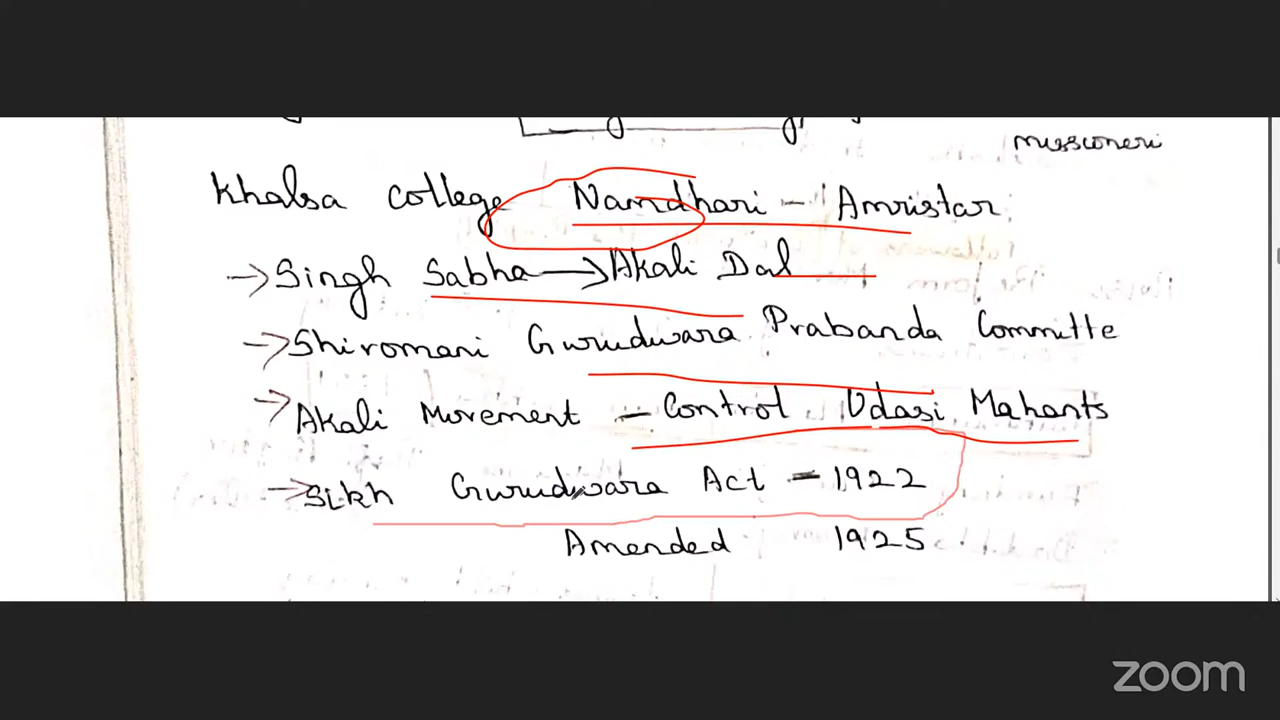 missioneri
Khalsa College Namdhari - Amristar
→ Singh Sabha → Akali Dal
→ Shiromani Gurudwara Prabanda Committe
→ Akali Movement - Control Udasi Mahants
→ Sikh Gurudwara Act - 1922
Amended 1925
zoom